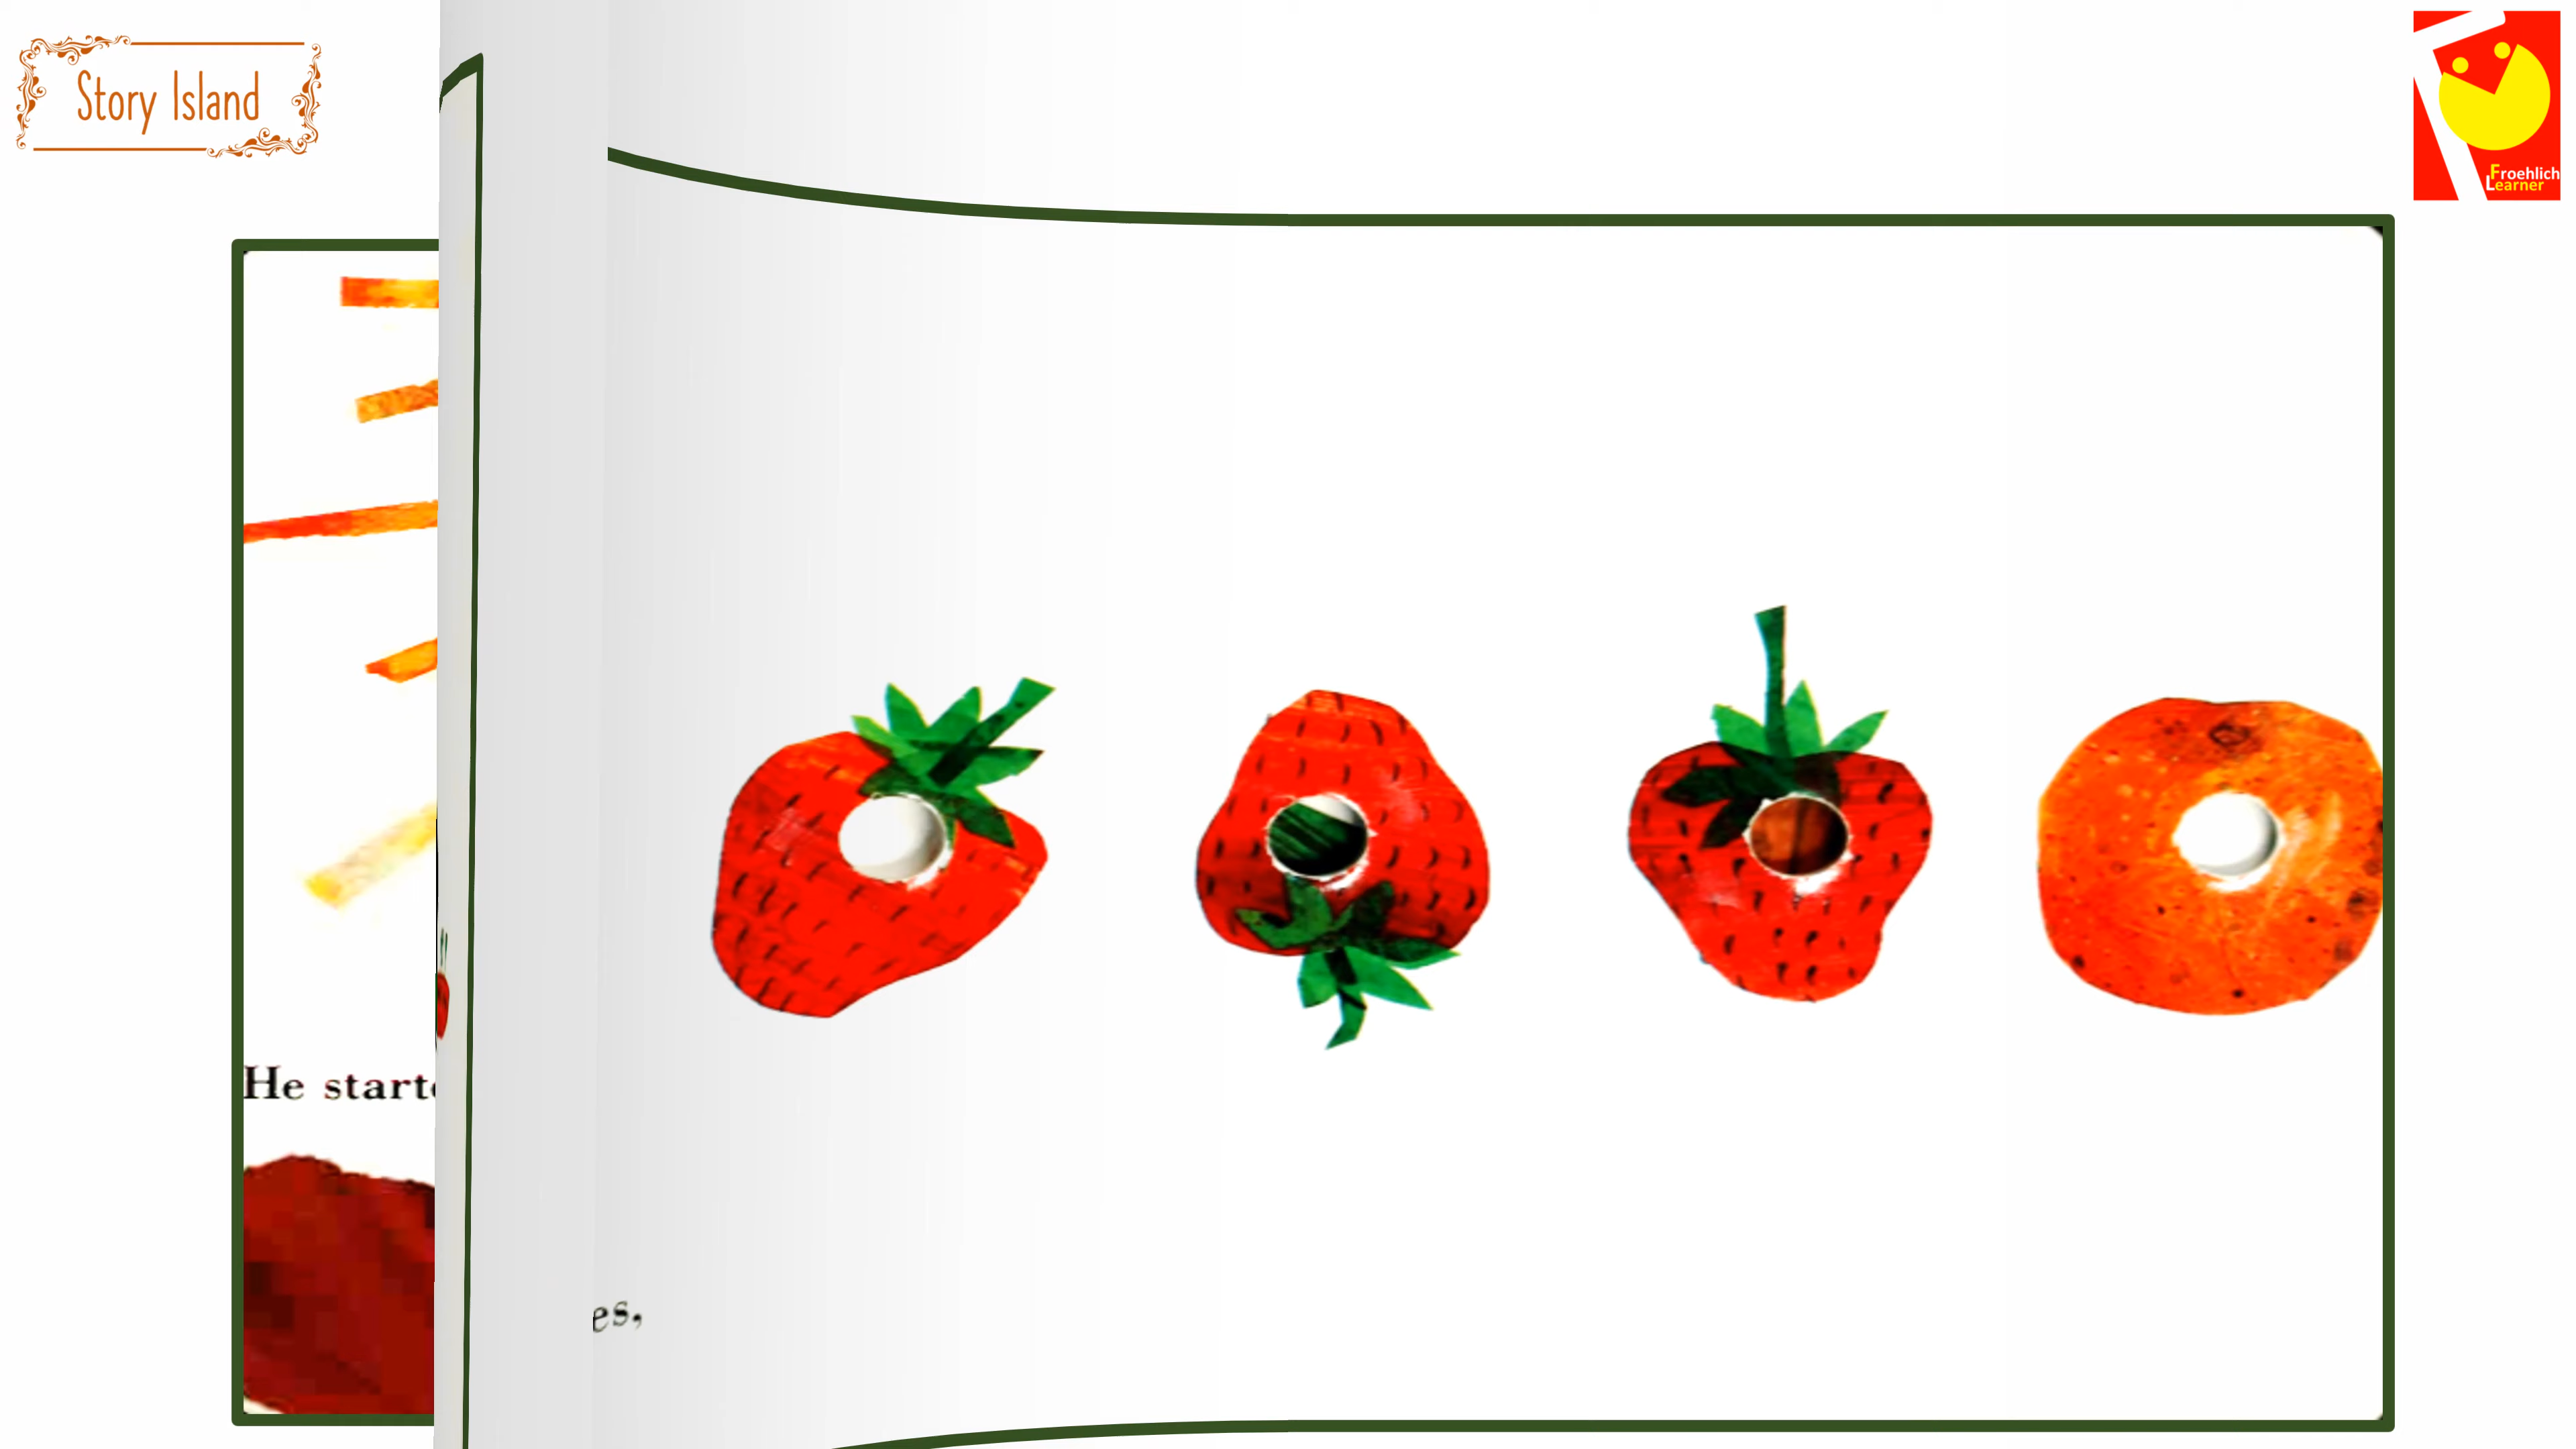 Story Island
Froehlich
Learner
He start
es,